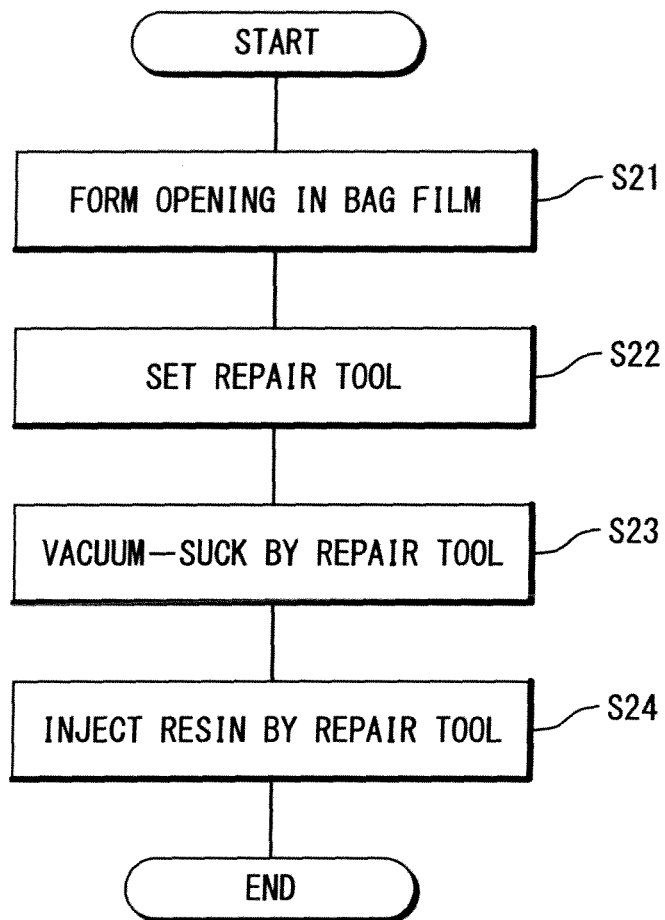 START
FORM OPENING IN BAG FILM
S21
SET REPAIR TOOL
S22
VACUUM—SUCK BY REPAIR TOOL
S23
INJECT RESIN BY REPAIR TOOL
S24
END